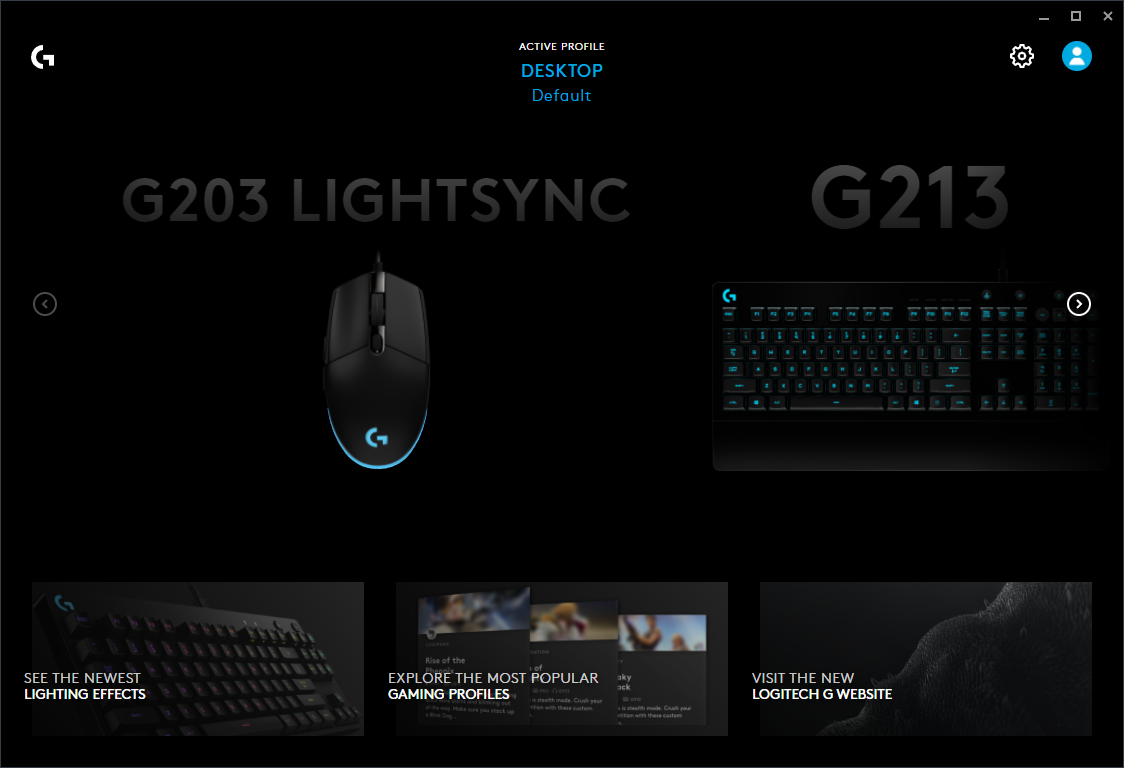 ACTIVE PROFILE
DESKTOP
Default
G203 LIGHTSYNC
G213
SEE THE NEWEST
LIGHTING EFFECTS
Rise of the
EXPLORE THE MOST POPULAR
GAMING PROFILES
VISIT THE NEW
LOGITECH G WEBSITE